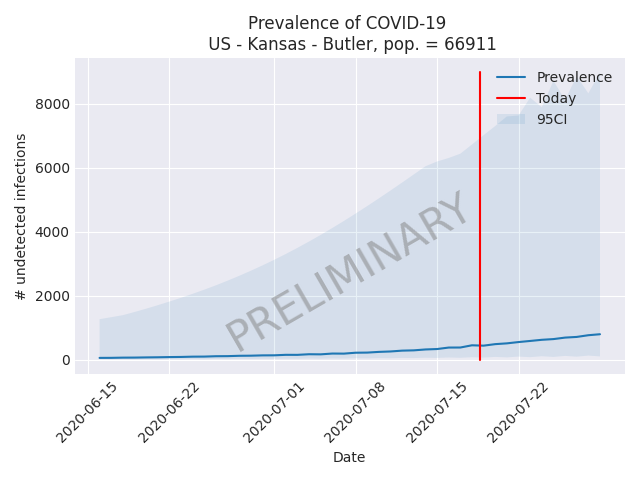 Prevalence of COVID-19
US - Kansas - Butler, pop. = 66911
Prevalence
Today
95CI
8000
6000
4000
2000
0
# undetected infections
PRELIMINARY
2020-06-15
2020-06-22
2020-07-01
2020-07-08
2020-07-15
2020-07-22
Date